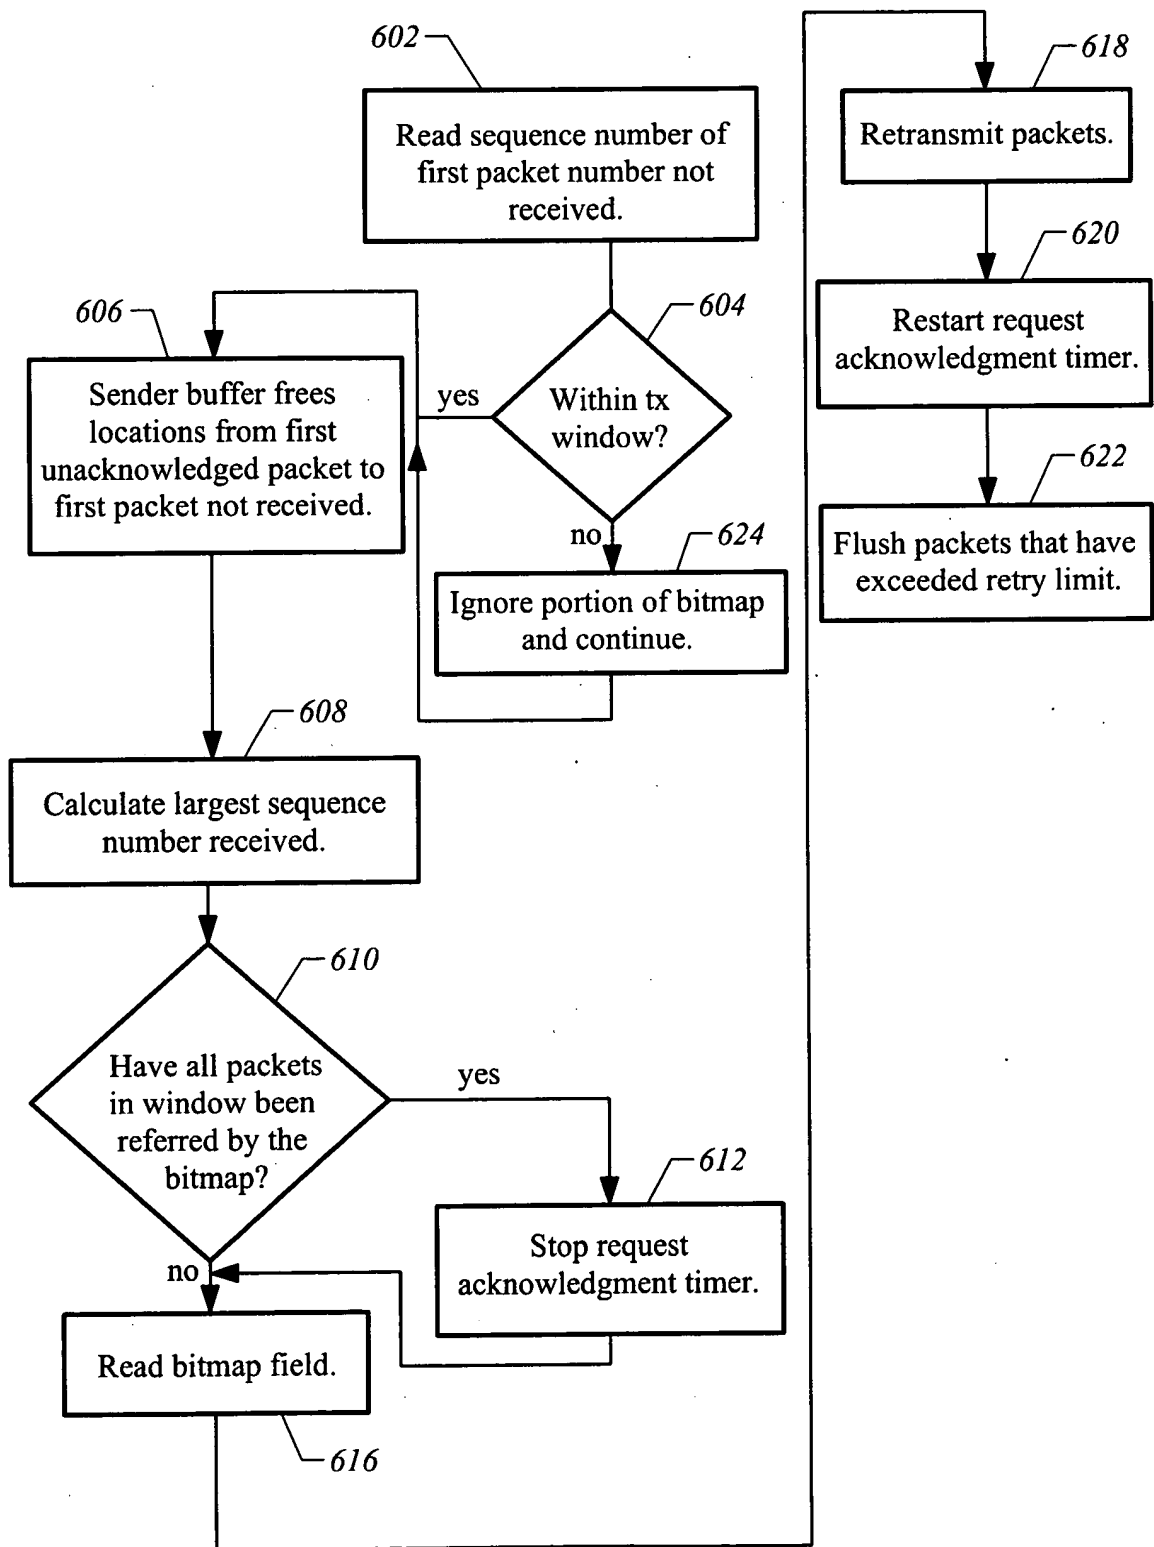 602
Read sequence number of
first packet number not
received.
604
Within tx
window?
yes
no
606
Sender buffer frees
locations from first
unacknowledged packet to
first packet not received.
624
Ignore portion of bitmap
and continue.
608
Calculate largest sequence
number received.
610
Have all packets
in window been
referred by the
bitmap?
yes
no
612
Stop request
acknowledgment timer.
Read bitmap field.
616
618
Retransmit packets.
620
Restart request
acknowledgment timer.
622
Flush packets that have
exceeded retry limit.